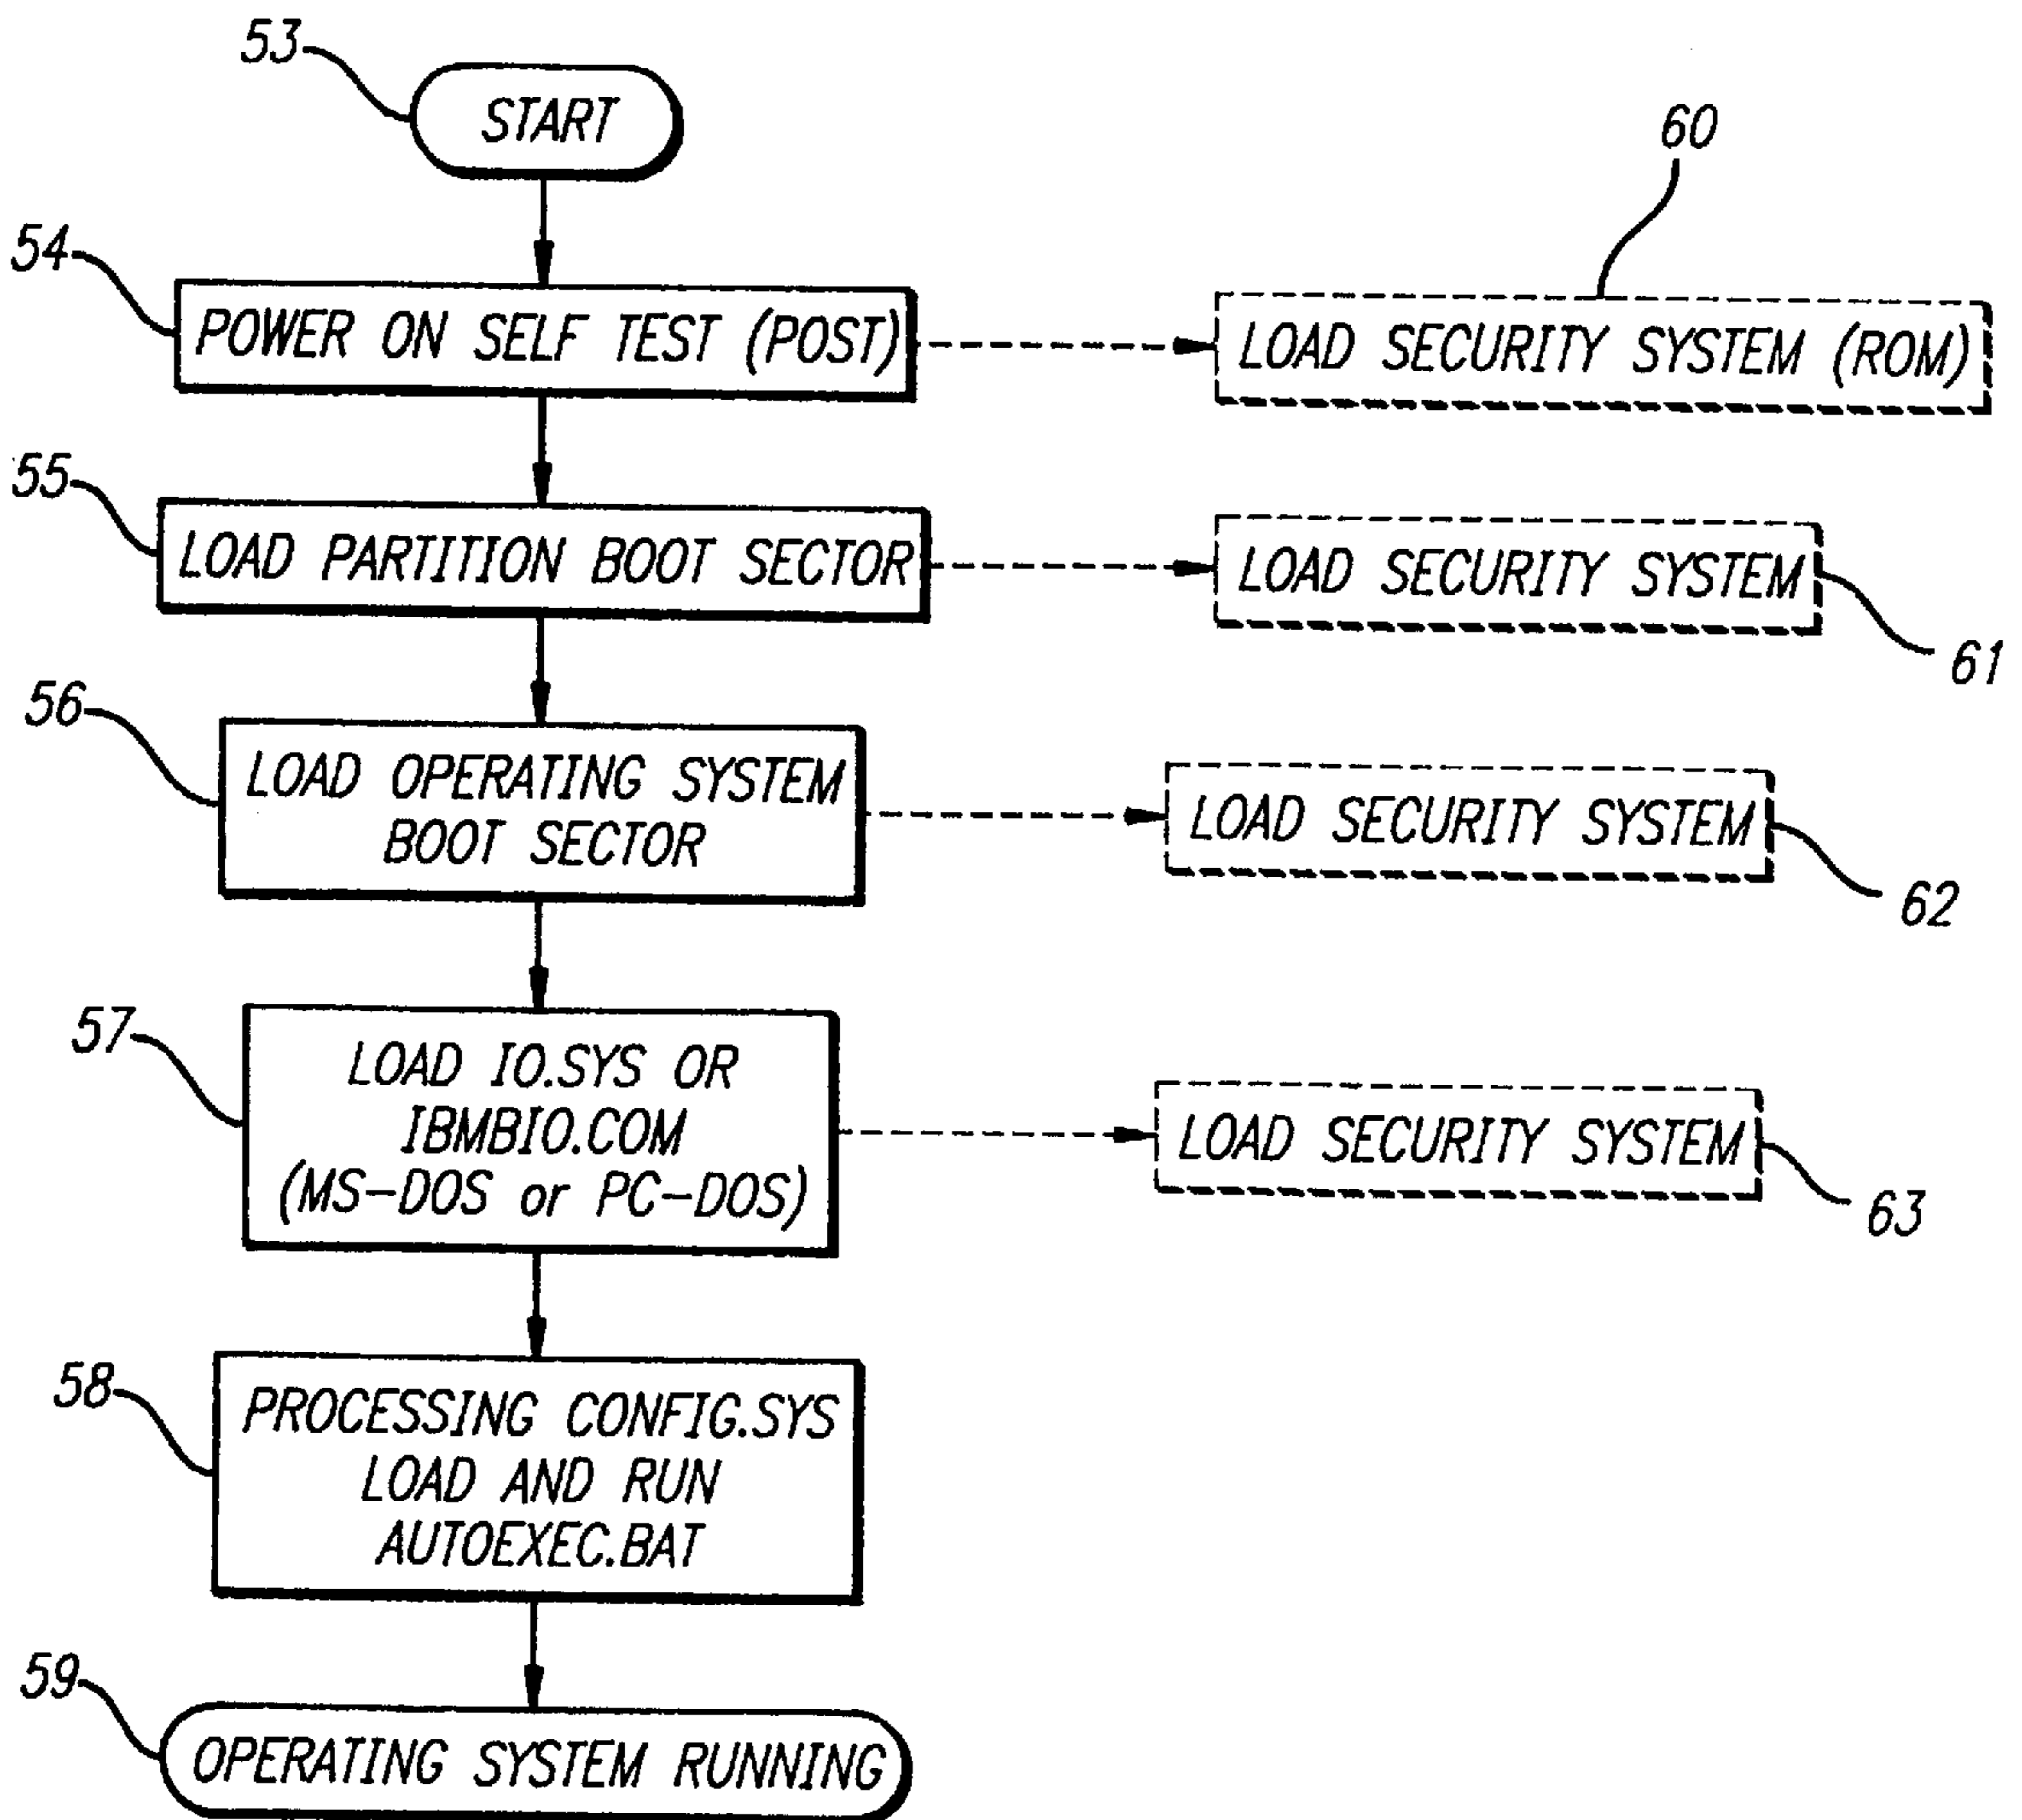 53
START
60
54
POWER ON SELF TEST (POST)
LOAD SECURITY SYSTEM (ROM)
55
LOAD PARTITION BOOT SECTOR
LOAD SECURITY SYSTEM
61
56
LOAD OPERATING SYSTEM
BOOT SECTOR
LOAD SECURITY SYSTEM
62
57
LOAD IO.SYS OR
IBMBIO.COM
(MS-DOS or PC-DOS)
LOAD SECURITY SYSTEM
63
58
PROCESSING CONFIG.SYS
LOAD AND RUN
AUTOEXEC.BAT
59
OPERATING SYSTEM RUNNING